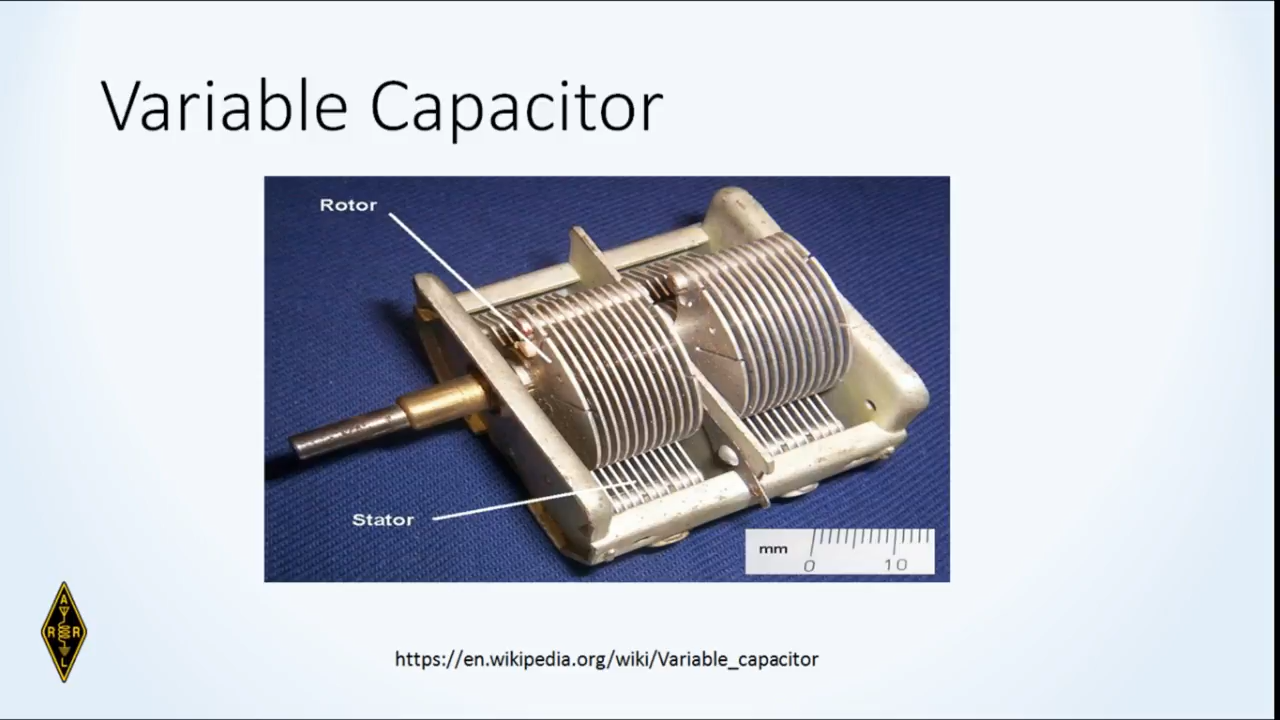 Variable Capacitor
Rotor
Stator
mm
0
10
A
R R
L
https://en.wikipedia.org/wiki/Variable_capacitor